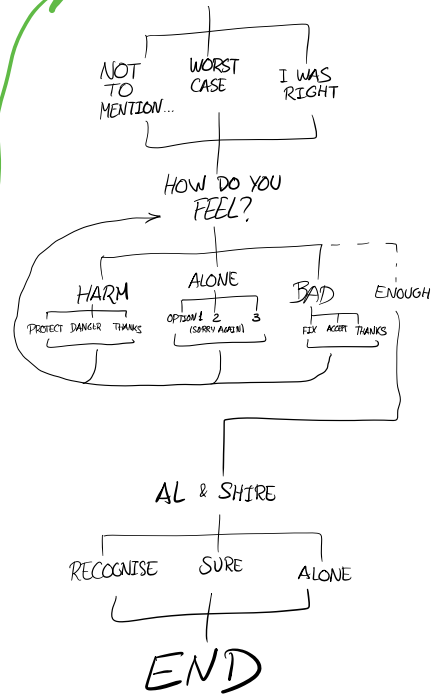 NOT TO MENTION...
WORST CASE
I WAS RIGHT
HOW DO YOU FEEL?
HARM
ALONE
BAD
ENOUGH
PROTECT DANGER THANKS
OPTION 1 2 3
(SORRY AGAIN)
FIX ACCEPT THANKS
AL & SHIRE
RECOGNISE
SURE
ALONE
END